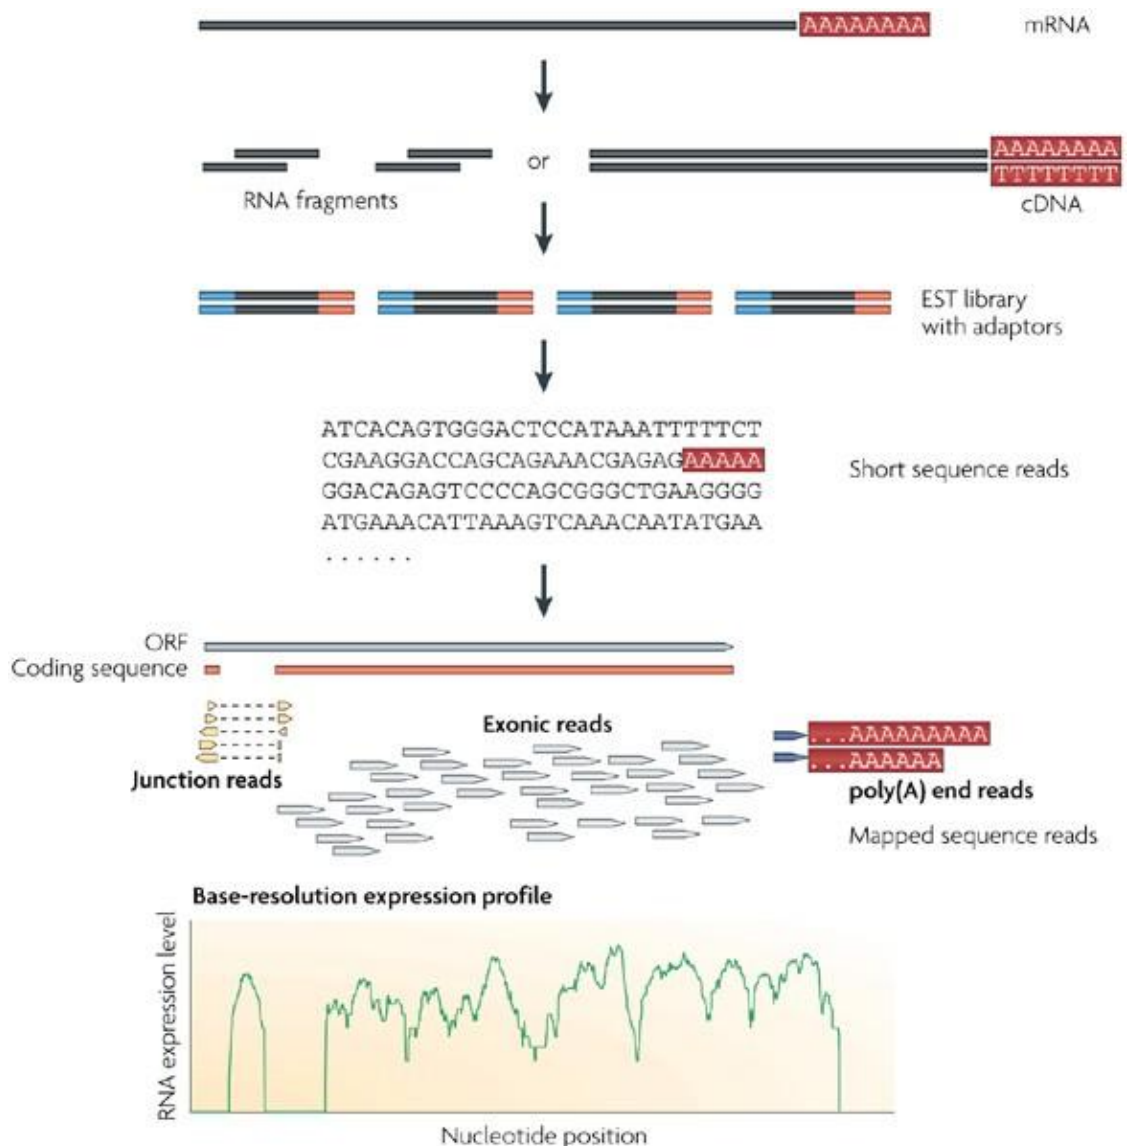 AAAAAAAA
mRNA
or
AAAAAAAA
TTTTTTTT
RNA fragments
cDNA
EST library
with adaptors
ATCACAGTGGGACTCCATAAATTTTTCT
CGAAGGACCAGCAGAAACGAGAGAAAAA
GGACAGAGTCCCCAGCGGGCTGAAGGGG
ATGAAACATTAAAGTCAAACAATATGAA
. . . . . .
Short sequence reads
ORF
Coding sequence
Exonic reads
Junction reads
...AAAAAAAAA
...AAAAAA
poly(A) end reads
Mapped sequence reads
Base-resolution expression profile
RNA expression level
Nucleotide position